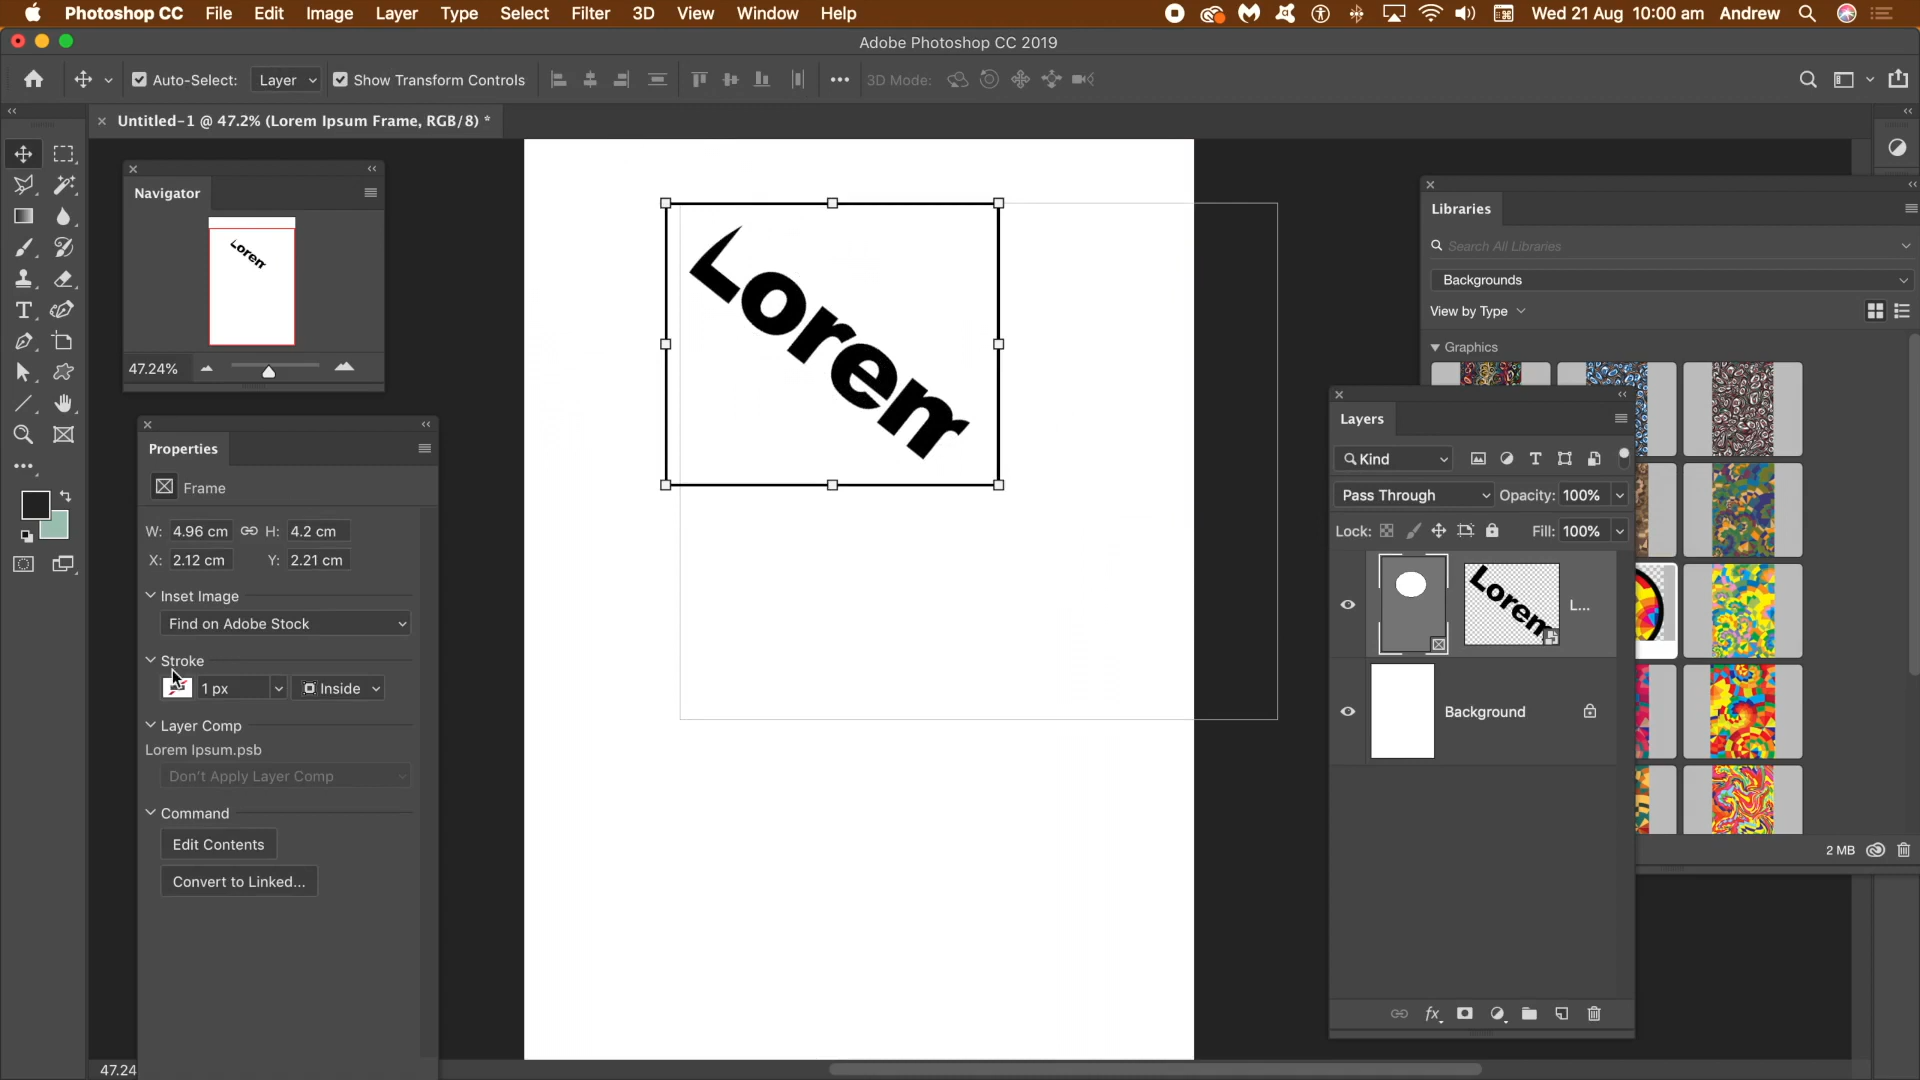 Photoshop CC File Edit Image Layer Type Select Filter 3D View Window Help Wed 21 Aug 10:00 am Andrew
Adobe Photoshop CC 2019
Auto-Select: Layer Show Transform Controls 3D Mode:
Untitled-1 @ 47.2% (Lorem Ipsum Frame, RGB/8) *
Navigator
Lorem
47.24%
Properties
Frame
W: 4.96 cm H: 4.2 cm
X: 2.12 cm Y: 2.21 cm
Inset Image
Find on Adobe Stock
Stroke
1 px Inside
Layer Comp
Lorem Ipsum.psb
Don't Apply Layer Comp
Command
Edit Contents
Convert to Linked...
47.24
Lorem
Libraries
Search All Libraries
Backgrounds
View by Type
Graphics
2 MB
Layers
Kind
Pass Through Opacity: 100%
Lock: Fill: 100%
Lorem L...
Background
fx